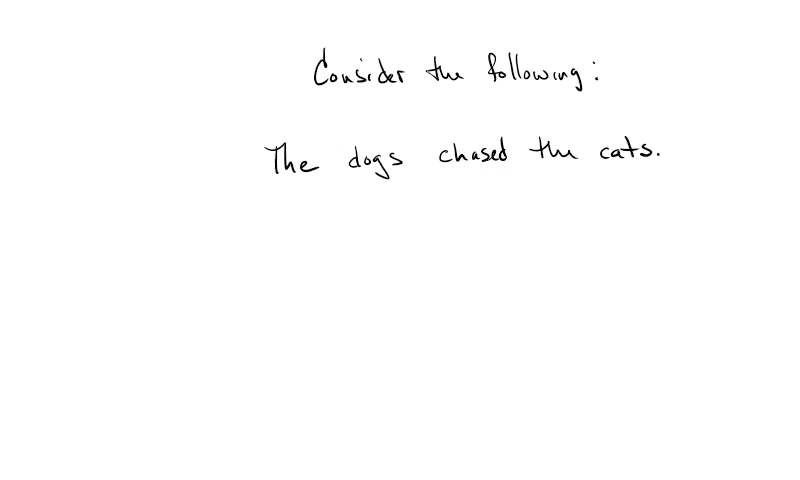 Consider the following:
The dogs chased the cats.